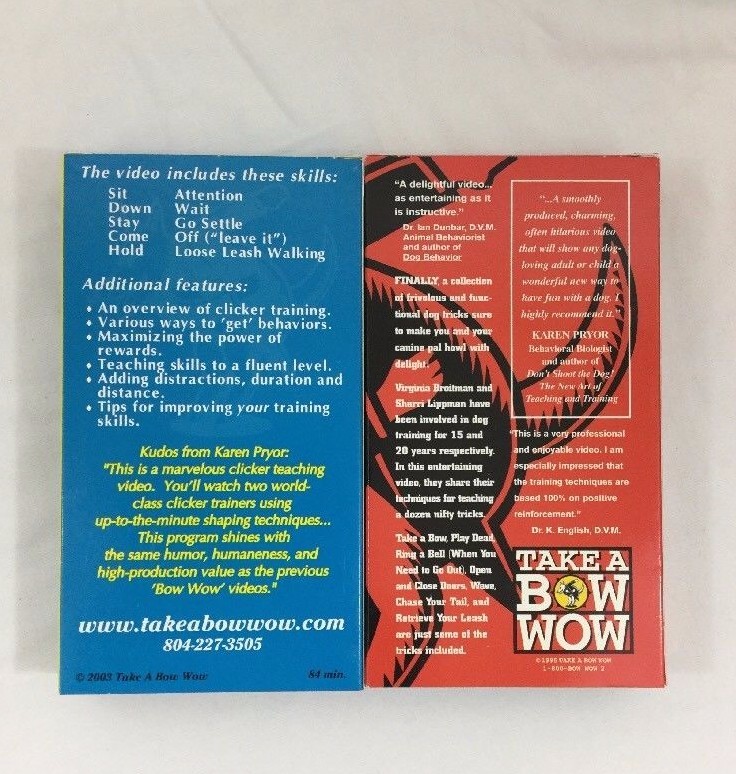 The video includes these skills:
Sit Attention
Down Wait
Stay Go Settle
Come Off ("leave it")
Hold Loose Leash Walking
Additional features:
♦ An overview of clicker training.
♦ Various ways to 'get' behaviors.
♦ Maximizing the power of
rewards.
♦ Teaching skills to a fluent level.
♦ Adding distractions, duration and
distance.
♦ Tips for improving your training
skills.
Kudos from Karen Pryor:
"This is a marvelous clicker teaching
video. You'll watch two world-
class clicker trainers using
up-to-the-minute shaping techniques...
This program shines with
the same humor, humaneness, and
high-production value as the previous
'Bow Wow' videos."
www.takeabowwow.com
804-227-3505
© 2003 Take A Bow Wow 84 min.
"A delightful video...
as entertaining as it
is instructive."
Dr. Ian Dunbar, D.V.M.
Animal Behaviorist
and author of
Dog Behavior
FINALLY, a collection
of frivolous and func-
tional dog tricks sure
to make you and your
canine pal howl with
delight.
Virginia Broitman and
Sherri Lippman have
been involved in dog
training for 15 and
20 years respectively.
In this entertaining
video, they share their
techniques for teaching
a dozen nifty tricks.
Take a Bow, Play Dead,
Ring a Bell (When You
Need to Go Out), Open
and Close Doors, Wave,
Chase Your Tail, and
Retrieve Your Leash
are just some of the
tricks included.
"...A smoothly
produced, charming,
often hilarious video
that will show any dog-
loving adult or child a
wonderful new way to
have fun with a dog. I
highly recommend it."
KAREN PRYOR
Behavioral Biologist
and author of
Don't Shoot the Dog!
The New Art of
Teaching and Training
"This is a very professional
and enjoyable video. I am
especially impressed that
the training techniques are
based 100% on positive
reinforcement."
Dr. K. English, D.V.M.
TAKE A
BOW
WOW
© 1995 TAKE A BOW WOW
1-800-BOW WOW 2